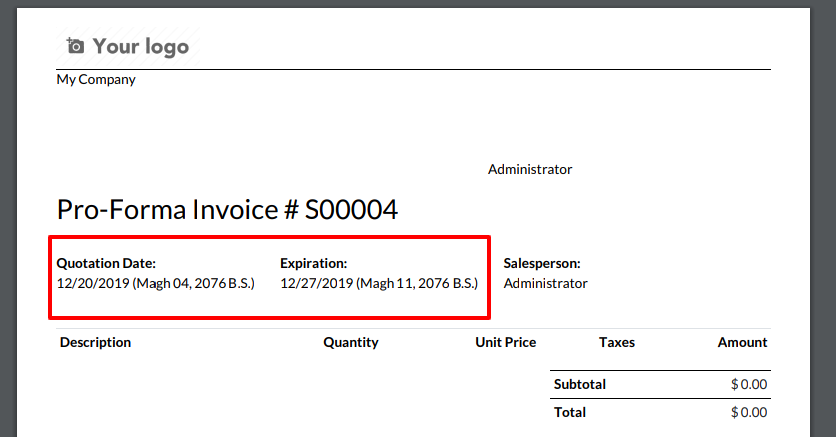 Your logo
My Company
Administrator
Pro-Forma Invoice # S00004
Quotation Date: Expiration: Salesperson:
12/20/2019 (Magh 04, 2076 B.S.) 12/27/2019 (Magh 11, 2076 B.S.) Administrator
Description Quantity Unit Price Taxes Amount
Subtotal $ 0.00
Total $ 0.00